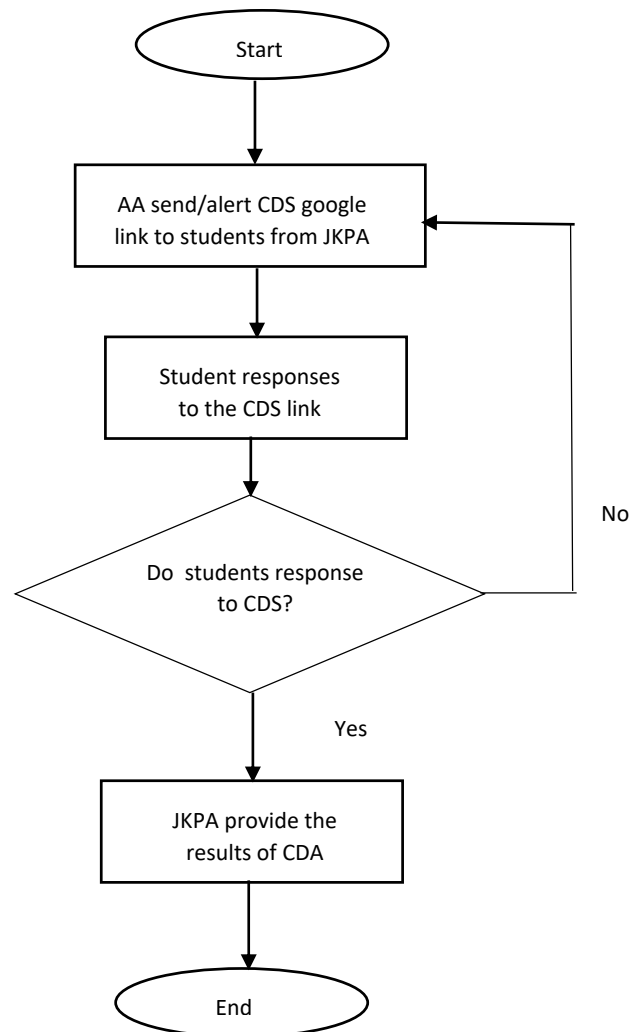 Start
AA send/alert CDS google
link to students from JKPA
Student responses
to the CDS link
Do students response
to CDS?
No
Yes
JKPA provide the
results of CDA
End